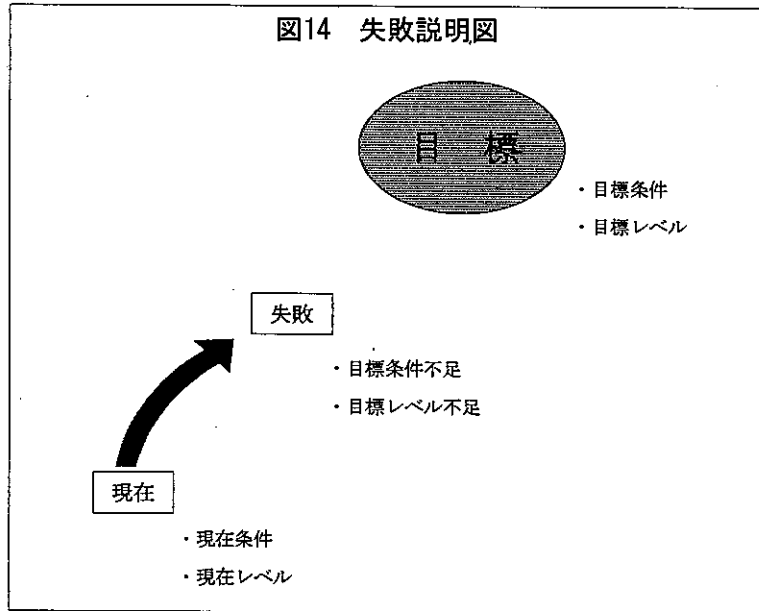 図14　失敗説明図
目　標
・目標条件
・目標レベル
失敗
・目標条件不足
・目標レベル不足
現在
・現在条件
・現在レベル